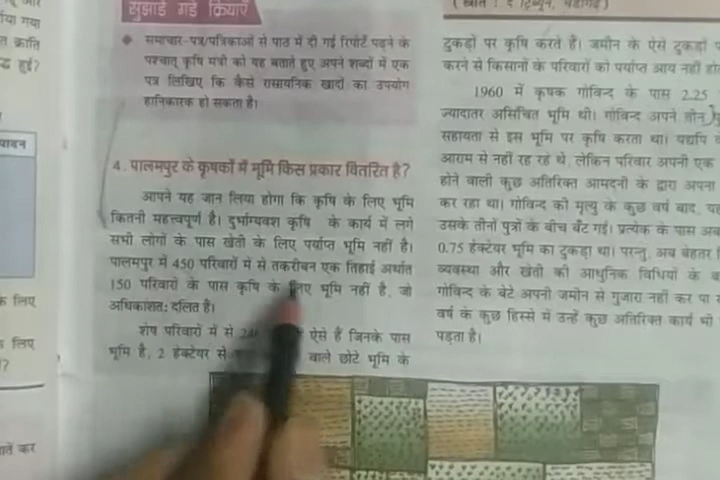 सुझाई गई क्रियाएँ
समाचार-पत्र/पत्रिकाओं से पाठ में दी गई रिपोर्ट पढ़ने के
पश्चात् कृषि मंत्री को यह बताते हुए अपने शब्दों में एक
पत्र लिखिए कि कैसे रासायनिक खादों का उपयोग
हानिकारक हो सकता है।
4. पालमपुर के कृषकों में भूमि किस प्रकार वितरित है?
आपने यह जान लिया होगा कि कृषि के लिए भूमि
कितनी महत्त्वपूर्ण है। दुर्भाग्यवश कृषि के कार्य में लगे
सभी लोगों के पास खेती के लिए पर्याप्त भूमि नहीं है।
पालमपुर में 450 परिवारों में से तकरीबन एक तिहाई अर्थात
150 परिवारों के पास कृषि के लिए भूमि नहीं है, जो
अधिकांशत: दलित हैं।
शेष परिवारों में से ऐसे हैं जिनके पास
भूमि है, 2 हेक्टेयर से वाले छोटे भूमि के
टुकड़ों पर कृषि करते हैं। जमीन के ऐसे टुकड़ों
करने से किसानों के परिवारों को पर्याप्त आय नहीं
1960 में कृषक गोविन्द के पास 2.25
ज्यादातर असिंचित भूमि थी। गोविन्द अपने तीन
सहायता से इस भूमि पर कृषि करता था। यद्यपि
आराम से नहीं रह रहे थे, लेकिन परिवार अपनी एक
होने वाली कुछ अतिरिक्त आमदनी के द्वारा अपना
कर रहा था। गोविन्द की मृत्यु के कुछ वर्ष बाद,
उसके तीनों पुत्रों के बीच बँट गई। प्रत्येक के पास अब
0.75 हेक्टेयर भूमि का टुकड़ा था। परन्तु, अब बेहतर
व्यवस्था और खेती की आधुनिक विधियों के
गोविन्द के बेटे अपनी जमीन से गुजारा नहीं कर पा
वर्ष के कुछ हिस्से में उन्हें कुछ अतिरिक्त कार्य भी
पड़ता है।